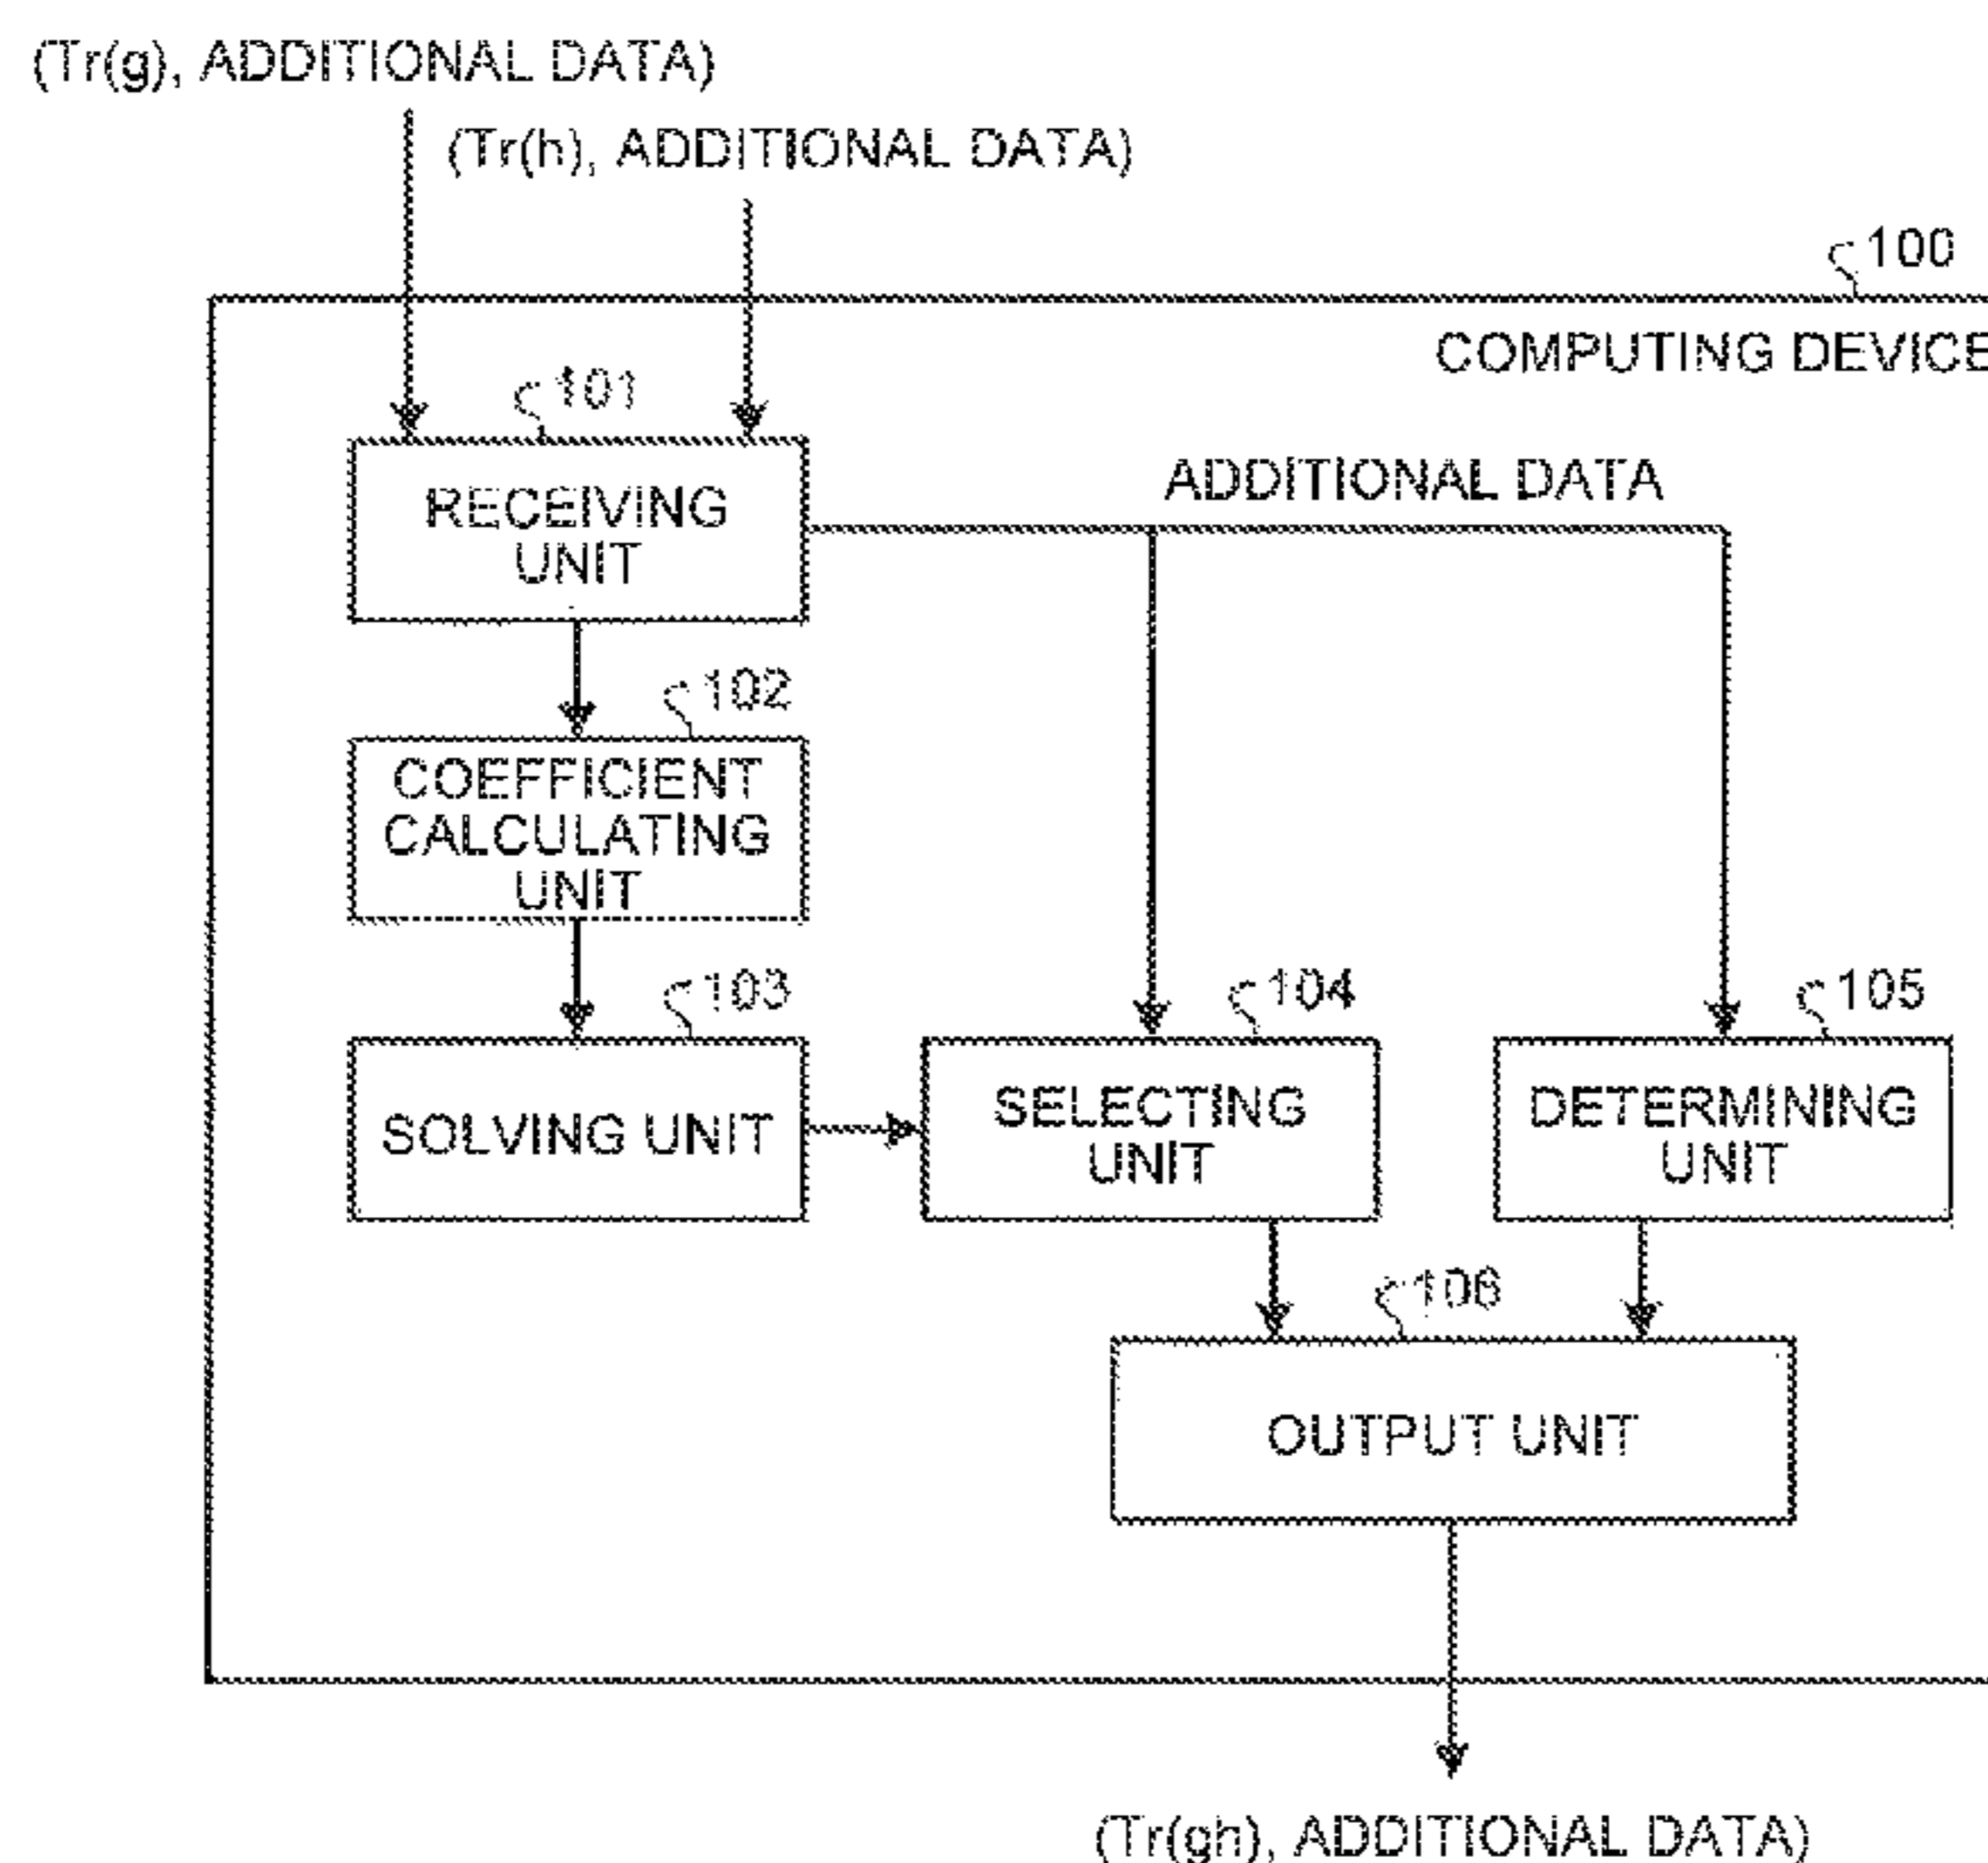 (Tr(g), ADDITIONAL DATA)
(Tr(h), ADDITIONAL DATA)
100
COMPUTING DEVICE
101
RECEIVING
UNIT
ADDITIONAL DATA
102
COEFFICIENT
CALCULATING
UNIT
103
SOLVING UNIT
104
SELECTING
UNIT
105
DETERMINING
UNIT
106
OUTPUT UNIT
(Tr(gh), ADDITIONAL DATA)